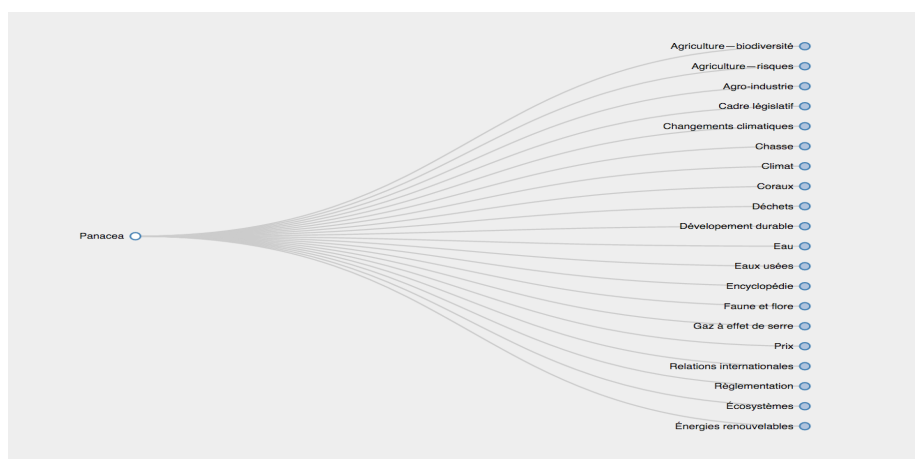 Agriculture—biodiversité
Agriculture—risques
Agro-industrie
Cadre législatif
Changements climatiques
Chasse
Climat
Coraux
Déchets
Dévelopement durable
Panacea
Eau
Eaux usées
Encyclopédie
Faune et flore
Gaz à effet de serre
Prix
Relations internationales
Règlementation
Écosystèmes
Énergies renouvelables